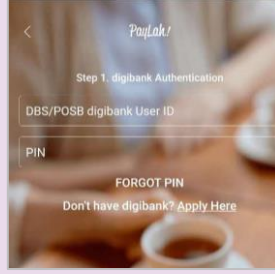 PayLah!
Step 1. digibank Authentication
DBS/POSB digibank User ID
PIN
FORGOT PIN
Don't have digibank? Apply Here